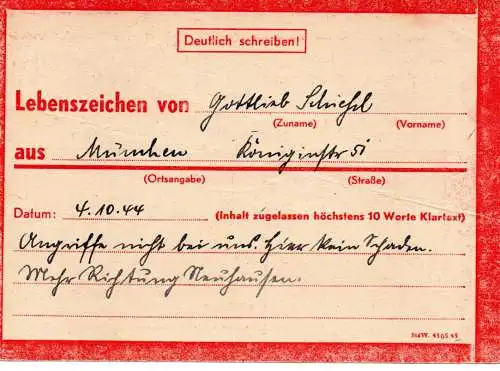 Deutlich schreiben!
Lebenszeichen von Gottlieb
(Zuname) (Vorname)
aus München Königinstr 51
(Ortsangabe) (Straße)
Datum: 4.10.44 (Inhalt zugelassen höchstens 10 Worte Klartext)
Angriffe nicht bei uns. Hier kein Schaden.
Mehr Richtung Neuhausen.